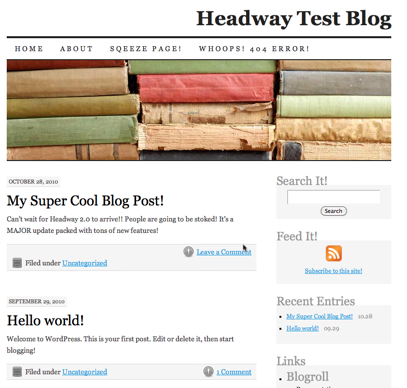 Headway Test Blog
HOME ABOUT SQEEZE PAGE! WHOOPS! 404 ERROR!
OCTOBER 28, 2010
My Super Cool Blog Post!
Can't wait for Headway 2.0 to arrive!! People are going to be stoked! It's a
MAJOR update packed with tons of new features!
Leave a Comment
Filed under Uncategorized
SEPTEMBER 29, 2010
Hello world!
Welcome to WordPress. This is your first post. Edit or delete it, then start
blogging!
Filed under Uncategorized 1 Comment
Search It!
Search
Feed It!
Subscribe to this site!
Recent Entries
My Super Cool Blog Post! 10.28
Hello world! 09.29
Links
Blogroll